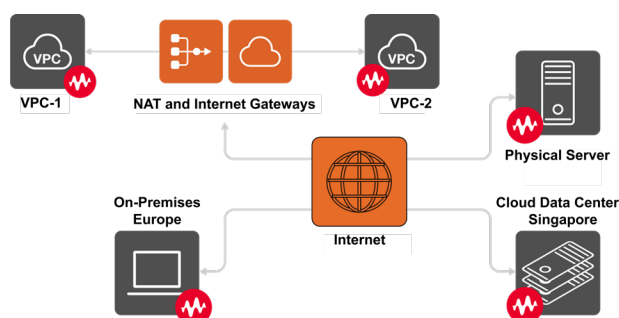 VPC
VPC
VPC-1
NAT and Internet Gateways
VPC-2
Physical Server
On-Premises
Europe
Internet
Cloud Data Center
Singapore